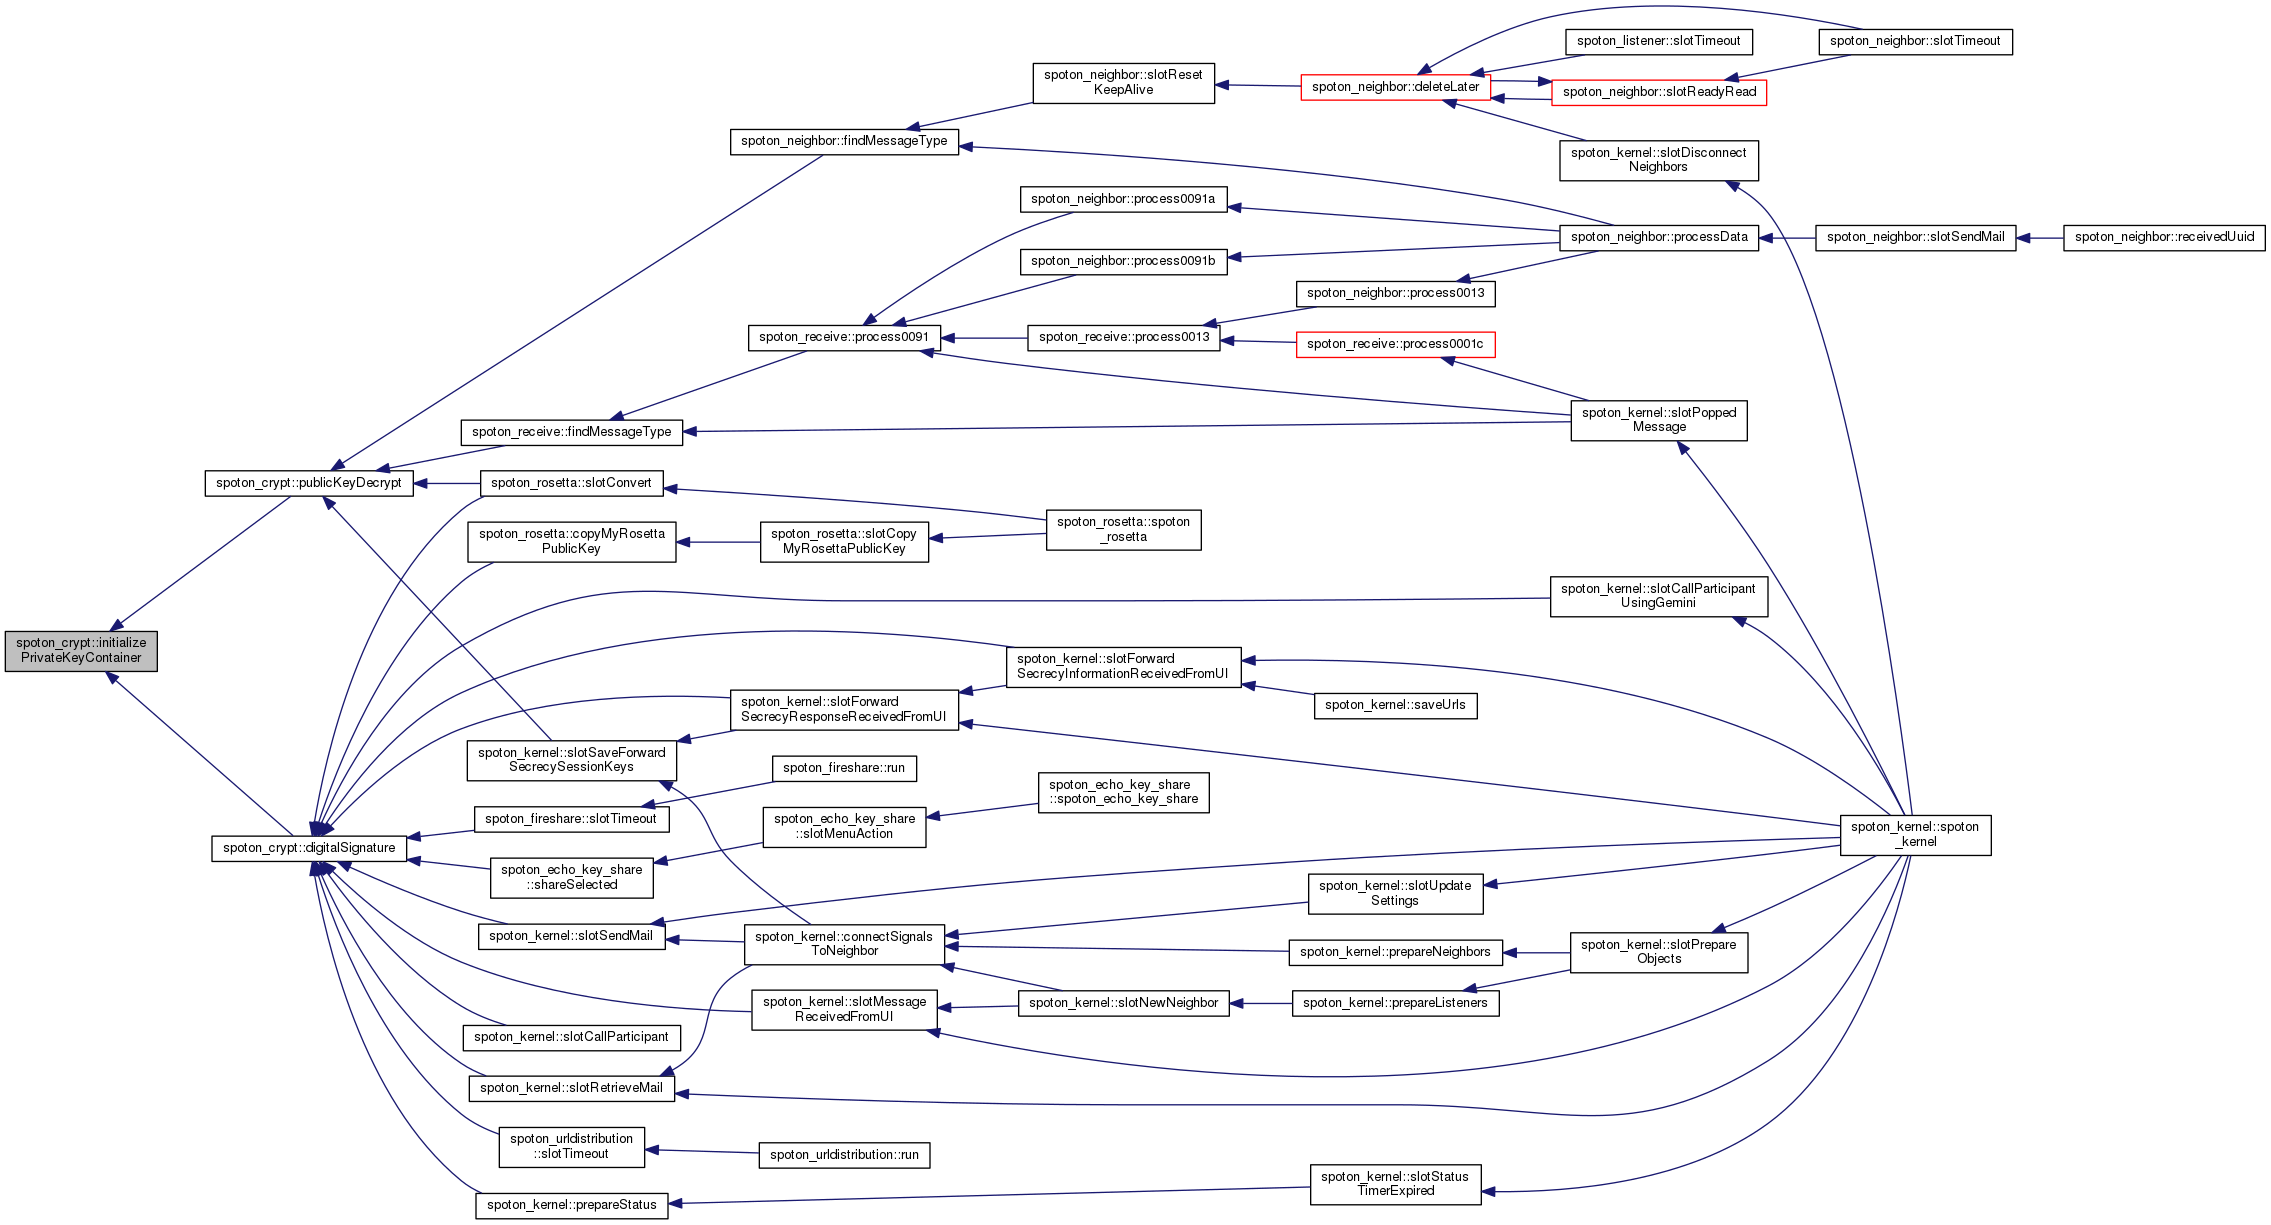 spoton_neighbor::slotTimeout
spoton_listener::slotTimeout
spoton_neighbor::slotReset
KeepAlive
spoton_neighbor::deleteLater
spoton_neighbor::slotReadyRead
spoton_neighbor::findMessageType
spoton_kernel::slotDisconnect
Neighbors
spoton_neighbor::process0091a
spoton_neighbor::processData
spoton_neighbor::slotSendMail
spoton_neighbor::receivedUuid
spoton_neighbor::process0091b
spoton_neighbor::process0013
spoton_receive::process0091
spoton_receive::process0013
spoton_receive::process0001c
spoton_kernel::slotPopped
Message
spoton_receive::findMessageType
spoton_crypt::publicKeyDecrypt
spoton_rosetta::slotConvert
spoton_rosetta::copyMyRosetta
PublicKey
spoton_rosetta::slotCopy
MyRosettaPublicKey
spoton_rosetta::spoton
_rosetta
spoton_kernel::slotCallParticipant
UsingGemini
spoton_crypt::initialize
PrivateKeyContainer
spoton_kernel::slotForward
SecrecyInformationReceivedFromUI
spoton_kernel::slotForward
SecrecyResponseReceivedFromUI
spoton_kernel::saveUrls
spoton_kernel::slotSaveForward
SecrecySessionKeys
spoton_fireshare::run
spoton_echo_key_share
::spoton_echo_key_share
spoton_fireshare::slotTimeout
spoton_echo_key_share
::slotMenuAction
spoton_kernel::spoton
_kernel
spoton_crypt::digitalSignature
spoton_echo_key_share
::shareSelected
spoton_kernel::slotUpdate
Settings
spoton_kernel::slotSendMail
spoton_kernel::connectSignals
ToNeighbor
spoton_kernel::prepareNeighbors
spoton_kernel::slotPrepare
Objects
spoton_kernel::slotMessage
ReceivedFromUI
spoton_kernel::slotNewNeighbor
spoton_kernel::prepareListeners
spoton_kernel::slotCallParticipant
spoton_kernel::slotRetrieveMail
spoton_urldistribution
::slotTimeout
spoton_urldistribution::run
spoton_kernel::slotStatus
TimerExpired
spoton_kernel::prepareStatus